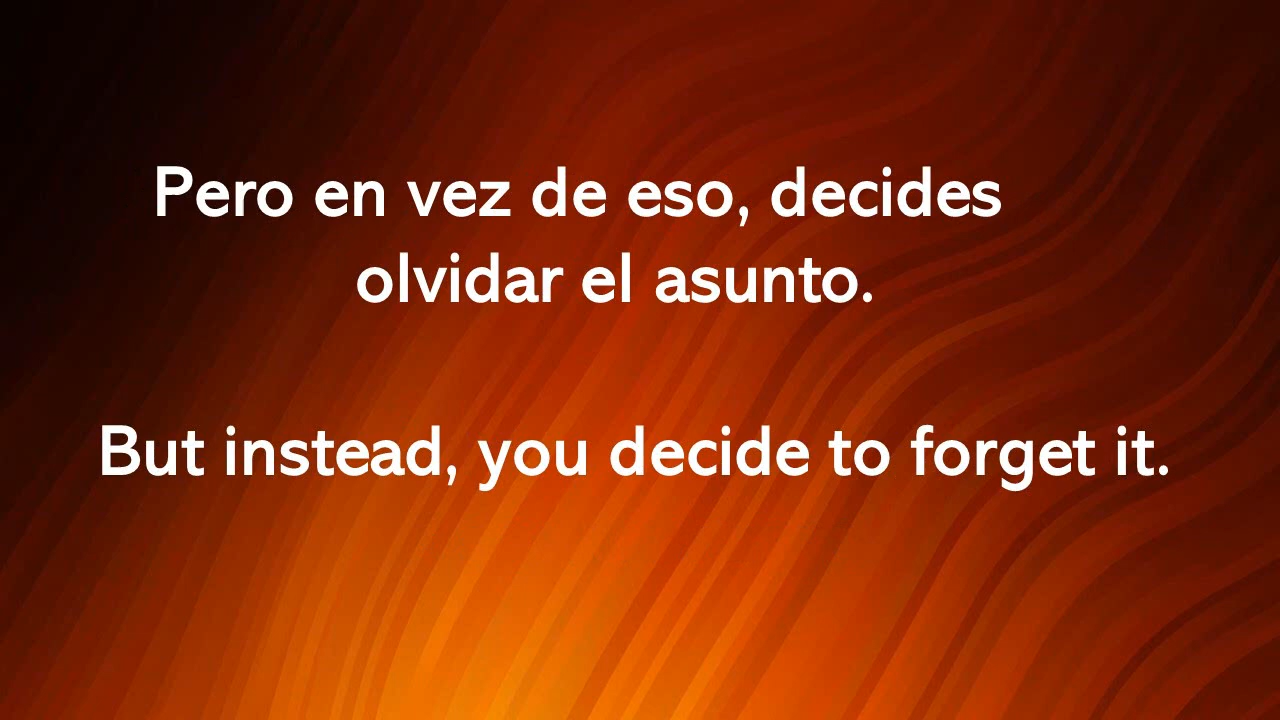 Pero en vez de eso, decides
olvidar el asunto.
But instead, you decide to forget it.